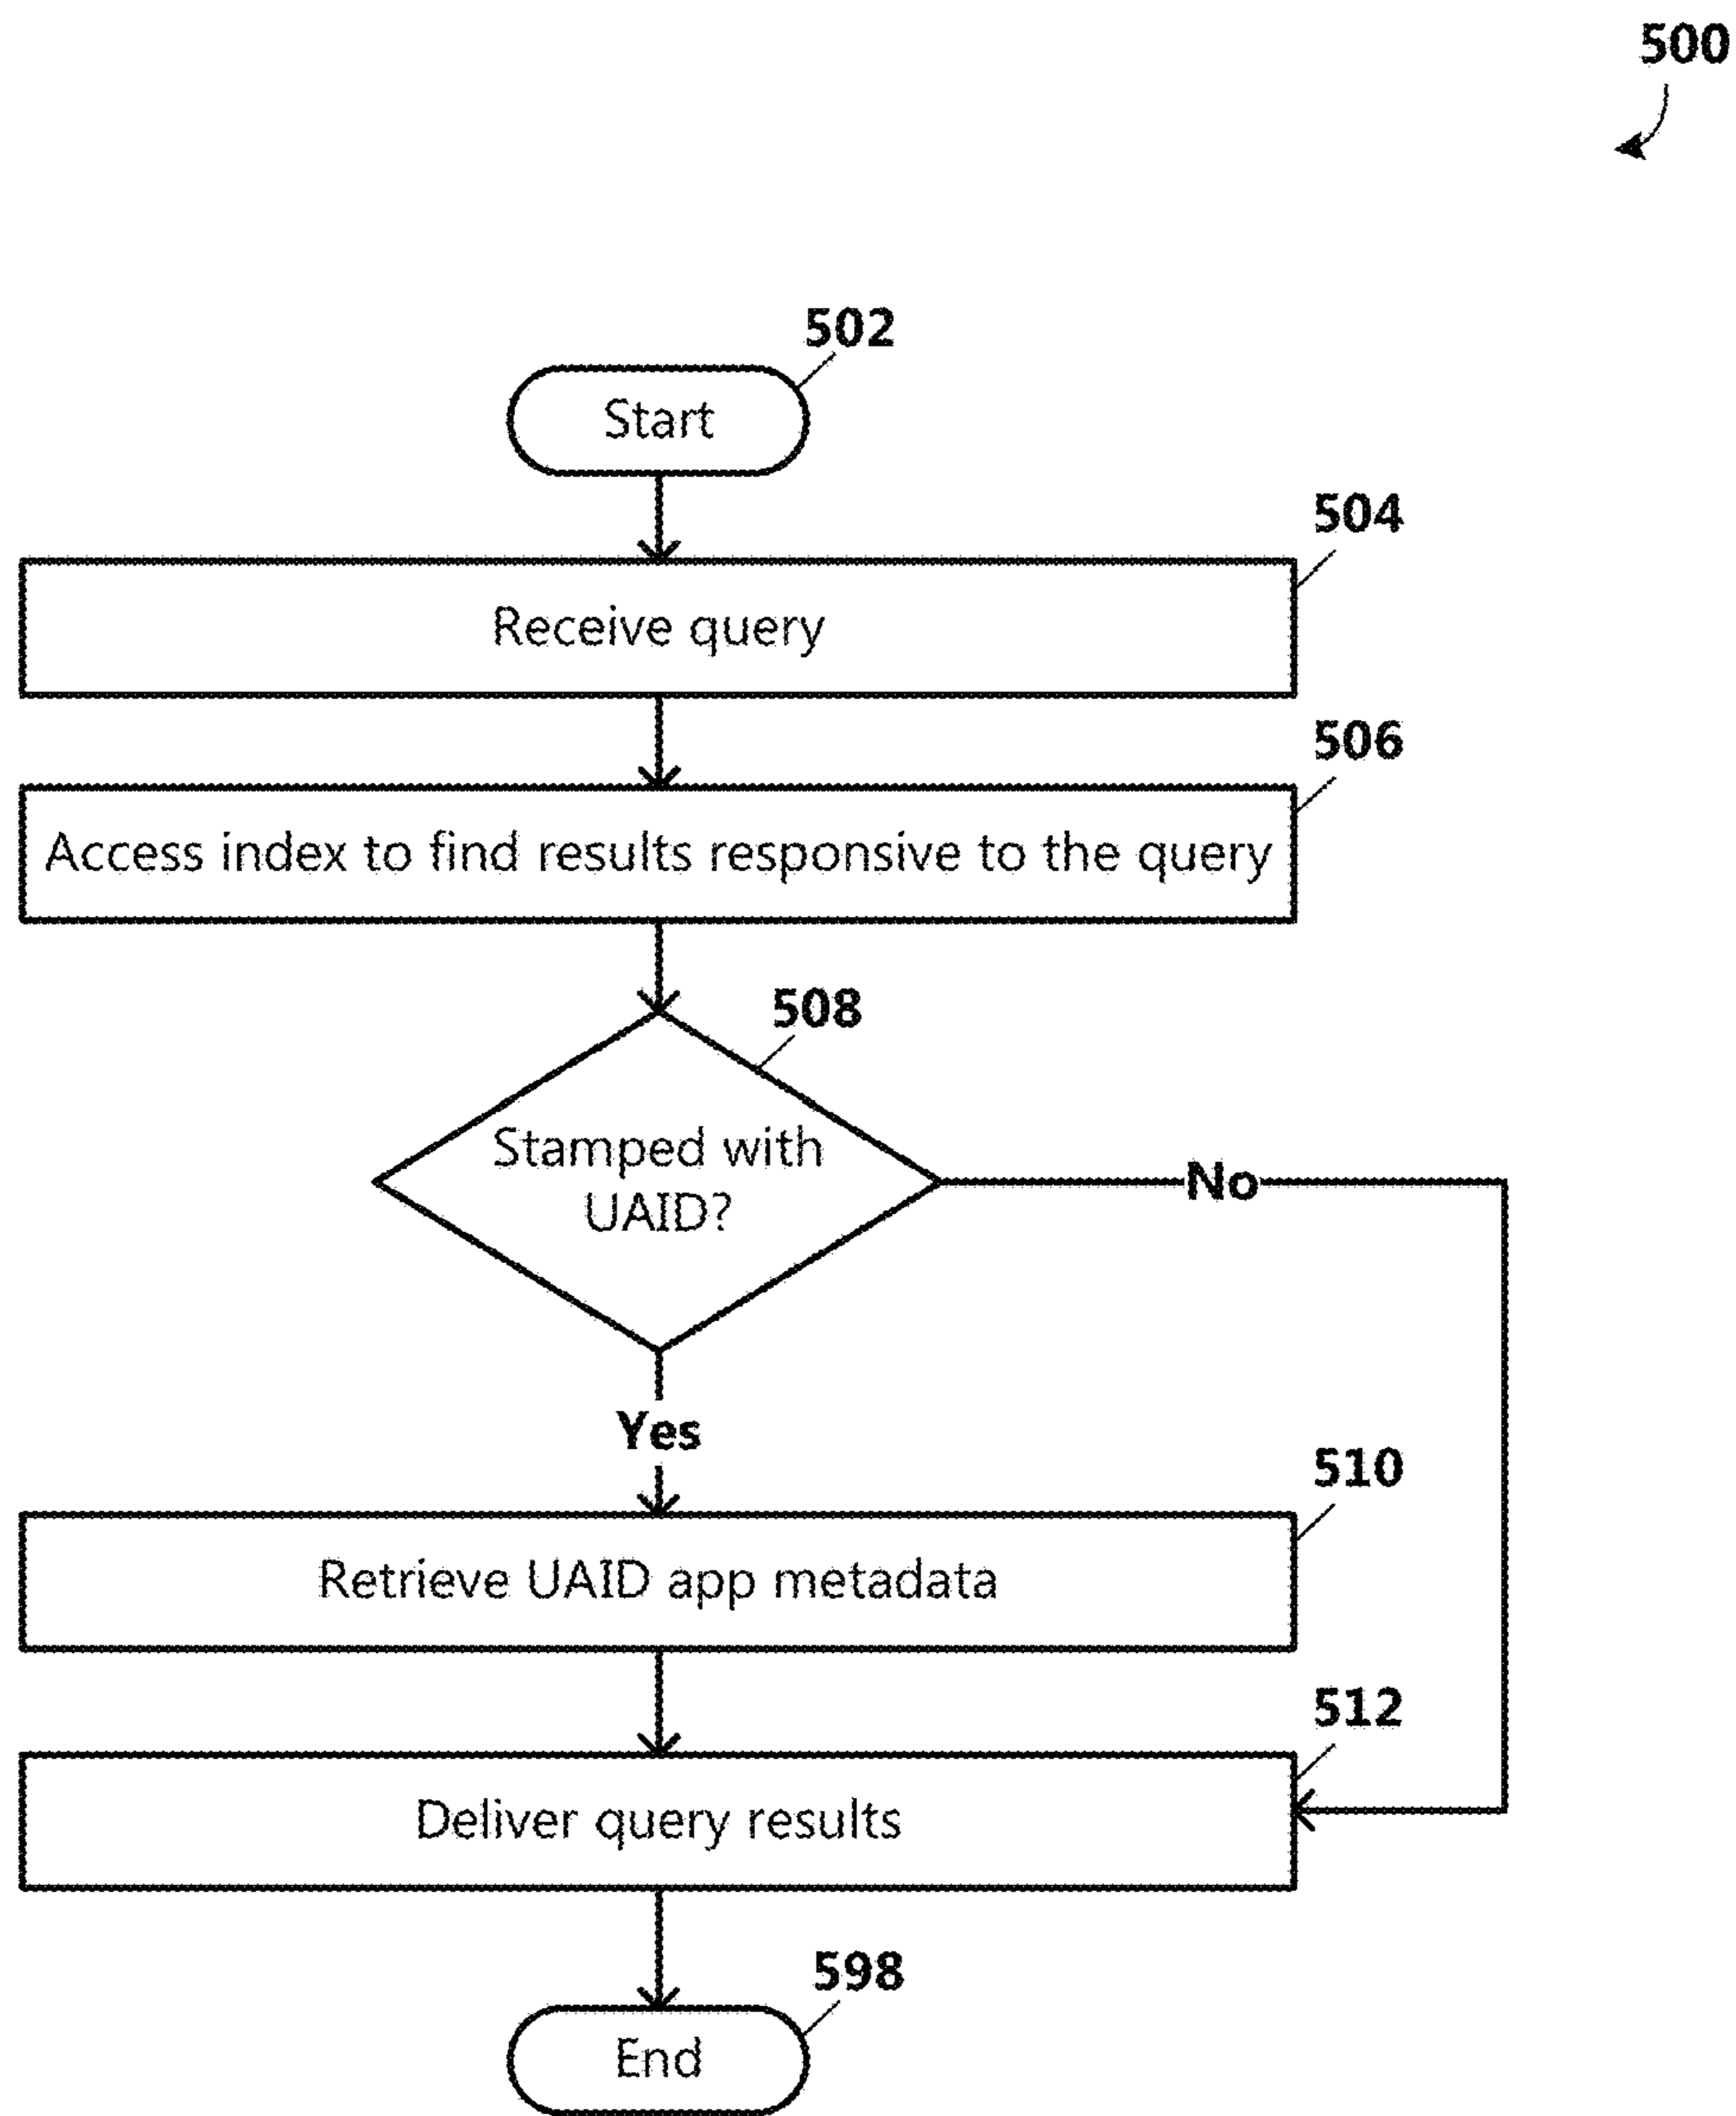 500
502
Start
504
Receive query
506
Access index to find results responsive to the query
508
Stamped with
UAID?
No
Yes
510
Retrieve UAID app metadata
512
Deliver query results
598
End